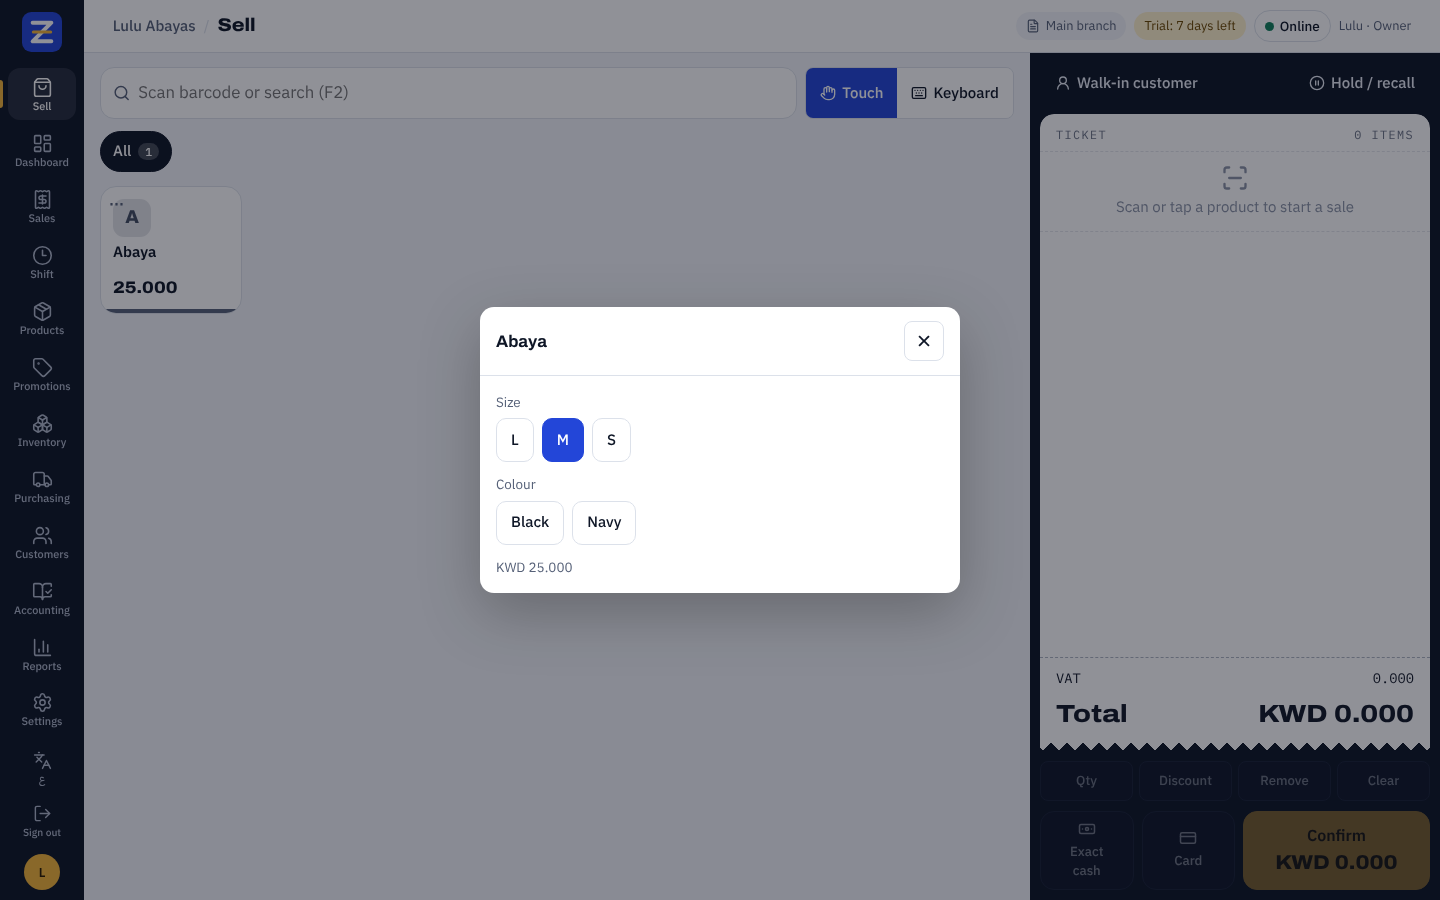 Z
Lulu Abayas / Sell
Main branch
Trial: 7 days left
Online
Lulu · Owner
Sell
Dashboard
Sales
Shift
Products
Promotions
Inventory
Purchasing
Customers
Accounting
Reports
Settings
ع
Sign out
L
Scan barcode or search (F2)
Touch
Keyboard
All 1
...
A
Abaya
25.000
Abaya
Size
L M S
Colour
Black Navy
KWD 25.000
Walk-in customer
Hold / recall
TICKET 0 ITEMS
Scan or tap a product to start a sale
VAT 0.000
Total KWD 0.000
Qty Discount Remove Clear
Exact
cash
Card
Confirm
KWD 0.000